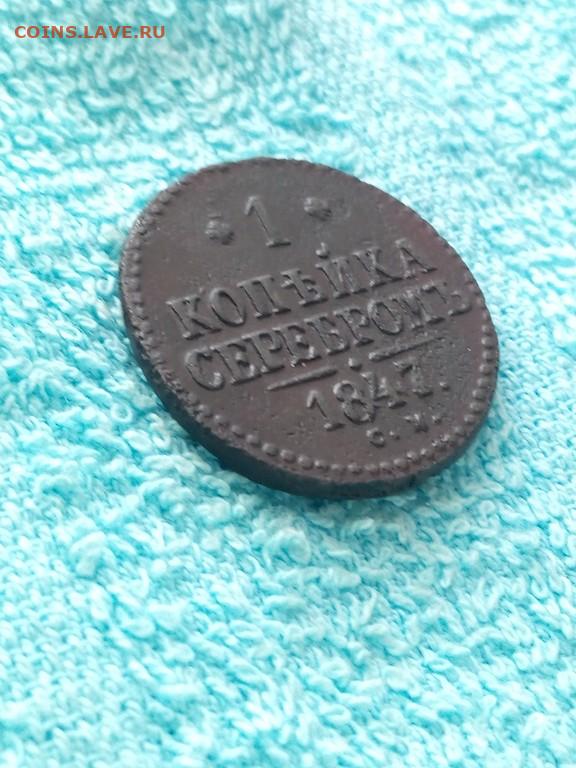 COINS.LAVE.RU
1
КОПѢЙКА
СЕРЕБРОМЪ
1847.
С. М.